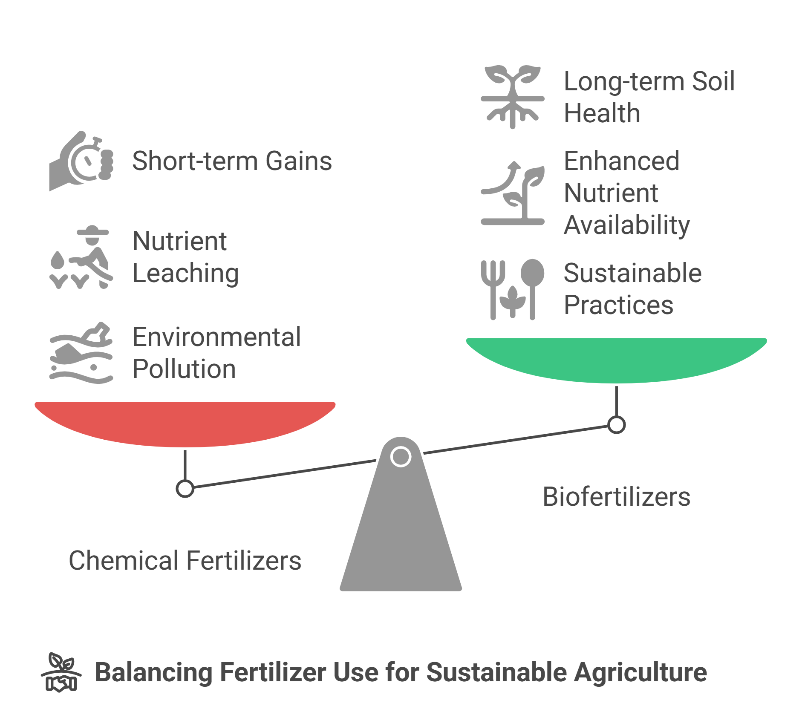 Short-term Gains
Nutrient
Leaching
Environmental
Pollution
Chemical Fertilizers
Long-term Soil
Health
Enhanced
Nutrient
Availability
Sustainable
Practices
Biofertilizers
Balancing Fertilizer Use for Sustainable Agriculture